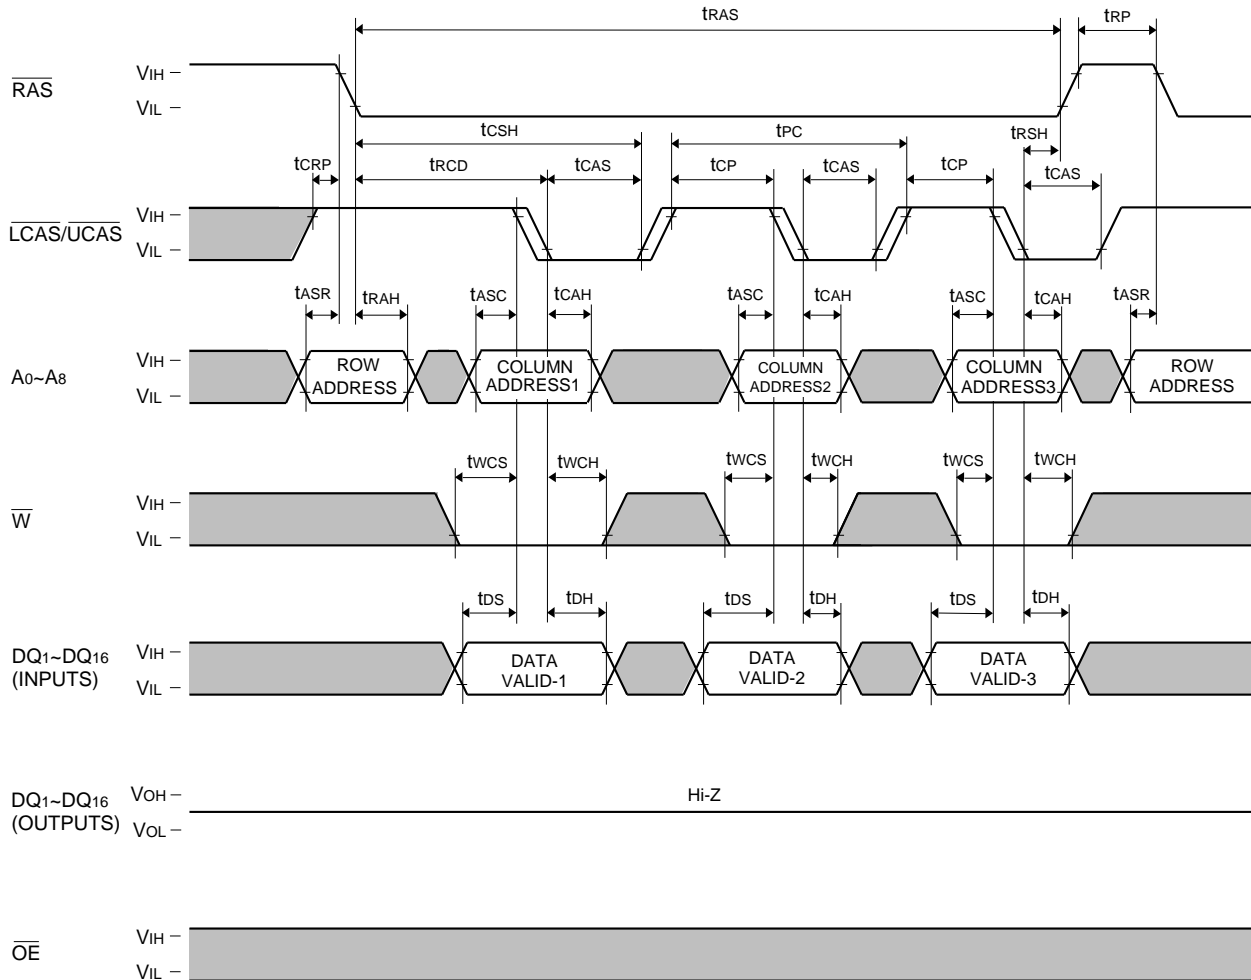 tRAS tRP
RAS
VIH –
VIL –
tCSH tPC tRSH
tCRP tRCD tCAS tCP tCAS tCP tCAS
LCAS/UCAS
VIH –
VIL –
tASR tRAH tASC tCAH tASC tCAH tASC tCAH tASR
A0~A8
VIH –
VIL –
ROW
ADDRESS
COLUMN
ADDRESS1
COLUMN
ADDRESS2
COLUMN
ADDRESS3
ROW
ADDRESS
tWCS tWCH tWCS tWCH tWCS tWCH
W
VIH –
VIL –
tDS tDH tDS tDH tDS tDH
DQ1~DQ16
(INPUTS)
VIH –
VIL –
DATA
VALID-1
DATA
VALID-2
DATA
VALID-3
DQ1~DQ16
(OUTPUTS)
VOH –
VOL –
Hi-Z
OE
VIH –
VIL –